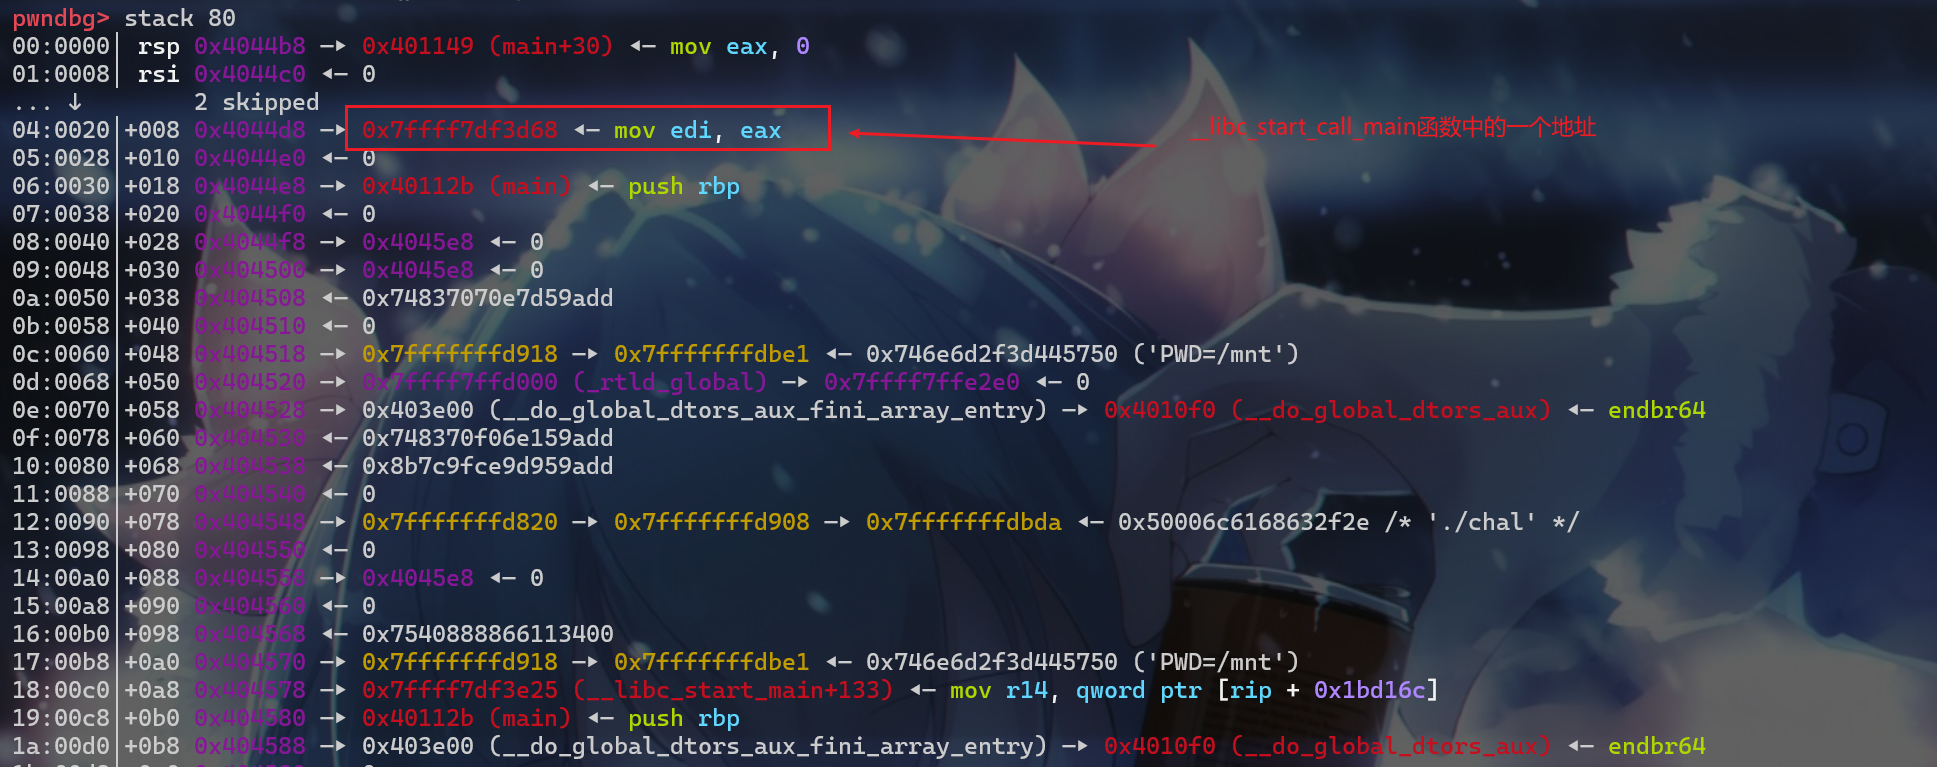 pwndbg> stack 80
00:0000│ rsp 0x4044b8 —▸ 0x401149 (main+30) ◂— mov eax, 0
01:0008│ rsi 0x4044c0 ◂— 0
... ↓ 2 skipped
04:0020│+008 0x4044d8 —▸ 0x7ffff7df3d68 ◂— mov edi, eax
__libc_start_call_main函数中的一个地址
05:0028│+010 0x4044e0 ◂— 0
06:0030│+018 0x4044e8 —▸ 0x40112b (main) ◂— push rbp
07:0038│+020 0x4044f0 ◂— 0
08:0040│+028 0x4044f8 —▸ 0x4045e8 ◂— 0
09:0048│+030 0x404500 —▸ 0x4045e8 ◂— 0
0a:0050│+038 0x404508 ◂— 0x74837070e7d59add
0b:0058│+040 0x404510 ◂— 0
0c:0060│+048 0x404518 —▸ 0x7fffffffd918 —▸ 0x7fffffffdbe1 ◂— 0x746e6d2f3d445750 ('PWD=/mnt')
0d:0068│+050 0x404520 —▸ 0x7ffff7ffd000 (_rtld_global) —▸ 0x7ffff7ffe2e0 ◂— 0
0e:0070│+058 0x404528 —▸ 0x403e00 (__do_global_dtors_aux_fini_array_entry) —▸ 0x4010f0 (__do_global_dtors_aux) ◂— endbr64
0f:0078│+060 0x404530 ◂— 0x748370f06e159add
10:0080│+068 0x404538 ◂— 0x8b7c9fce9d959add
11:0088│+070 0x404540 ◂— 0
12:0090│+078 0x404548 —▸ 0x7fffffffd820 —▸ 0x7fffffffd908 —▸ 0x7fffffffdbda ◂— 0x50006c6168632f2e /* './chal' */
13:0098│+080 0x404550 ◂— 0
14:00a0│+088 0x404558 —▸ 0x4045e8 ◂— 0
15:00a8│+090 0x404560 ◂— 0
16:00b0│+098 0x404568 ◂— 0x7540888866113400
17:00b8│+0a0 0x404570 —▸ 0x7fffffffd918 —▸ 0x7fffffffdbe1 ◂— 0x746e6d2f3d445750 ('PWD=/mnt')
18:00c0│+0a8 0x404578 —▸ 0x7ffff7df3e25 (__libc_start_main+133) ◂— mov r14, qword ptr [rip + 0x1bd16c]
19:00c8│+0b0 0x404580 —▸ 0x40112b (main) ◂— push rbp
1a:00d0│+0b8 0x404588 —▸ 0x403e00 (__do_global_dtors_aux_fini_array_entry) —▸ 0x4010f0 (__do_global_dtors_aux) ◂— endbr64